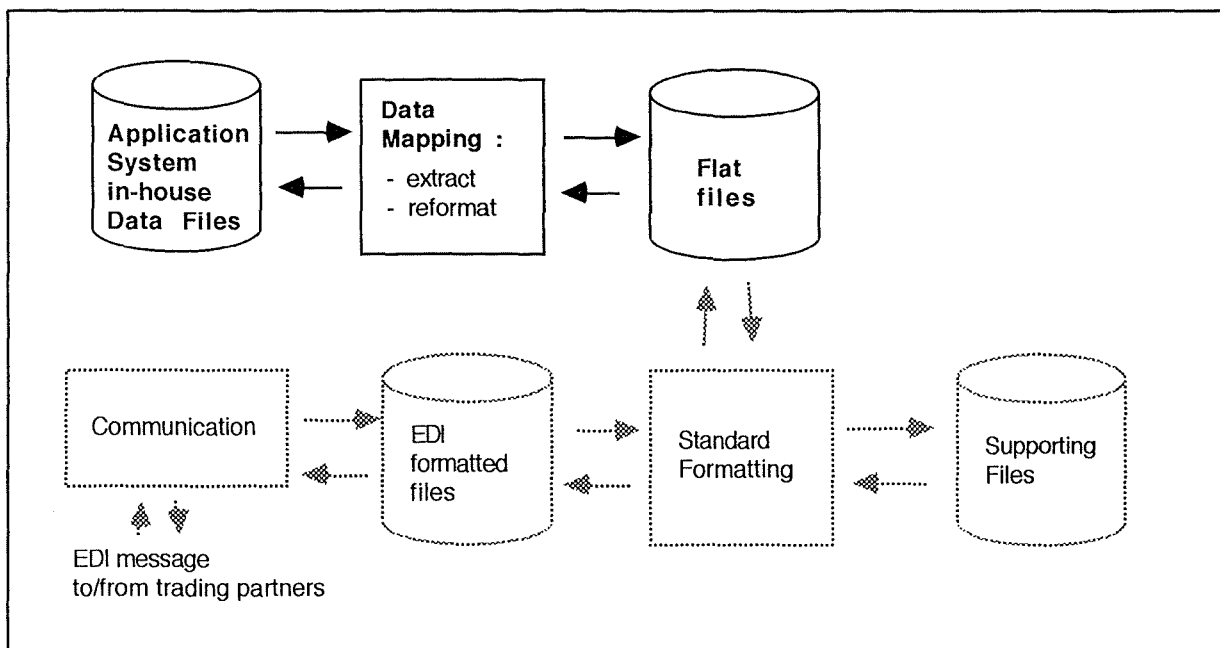 Application
System
in-house
Data Files
Data
Mapping :
- extract
- reformat
Flat
files
Communication
EDI
formatted
files
Standard
Formatting
Supporting
Files
EDI message
to/from trading partners